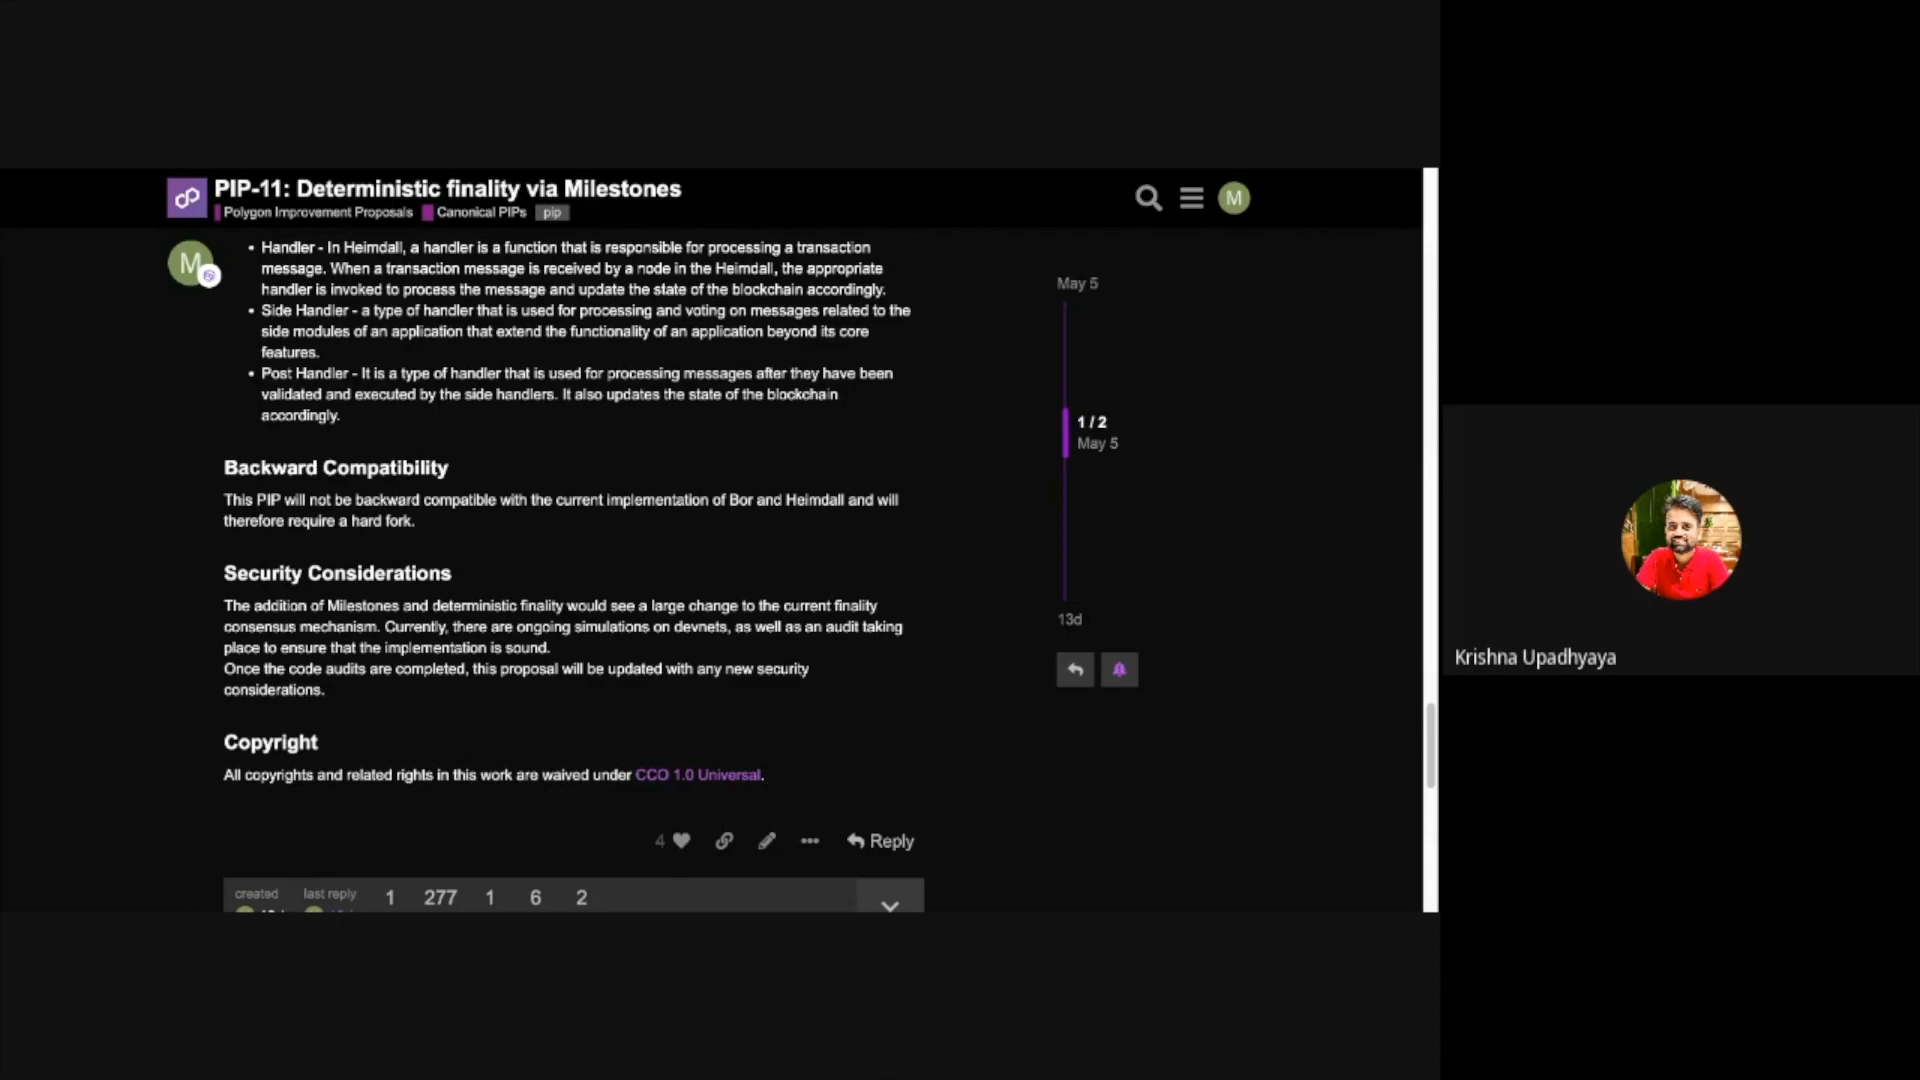 PIP-11: Deterministic finality via Milestones
Polygon Improvement Proposals Canonical PIPs pip
M
M
• Handler - In Heimdall, a handler is a function that is responsible for processing a transaction
message. When a transaction message is received by a node in the Heimdall, the appropriate
handler is invoked to process the message and update the state of the blockchain accordingly.
• Side Handler - a type of handler that is used for processing and voting on messages related to the
side modules of an application that extend the functionality of an application beyond its core
features.
• Post Handler - It is a type of handler that is used for processing messages after they have been
validated and executed by the side handlers. It also updates the state of the blockchain
accordingly.
Backward Compatibility
This PIP will not be backward compatible with the current implementation of Bor and Heimdall and will
therefore require a hard fork.
Security Considerations
The addition of Milestones and deterministic finality would see a large change to the current finality
consensus mechanism. Currently, there are ongoing simulations on devnets, as well as an audit taking
place to ensure that the implementation is sound.
Once the code audits are completed, this proposal will be updated with any new security
considerations.
Copyright
All copyrights and related rights in this work are waived under CCO 1.0 Universal.
4 Reply
created last reply 1 277 1 6 2
May 5
1 / 2
May 5
13d
Krishna Upadhyaya